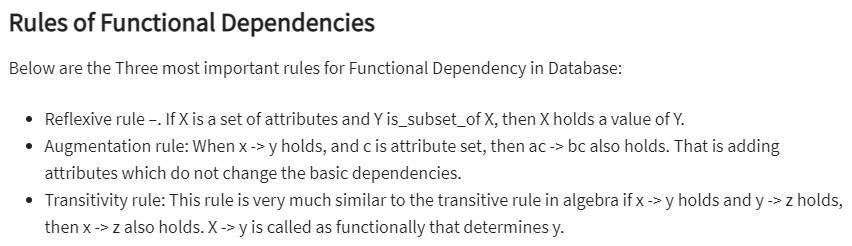 Rules of Functional Dependencies
Below are the Three most important rules for Functional Dependency in Database:
• Reflexive rule –. If X is a set of attributes and Y is_subset_of X, then X holds a value of Y.
• Augmentation rule: When x -> y holds, and c is attribute set, then ac -> bc also holds. That is adding
attributes which do not change the basic dependencies.
• Transitivity rule: This rule is very much similar to the transitive rule in algebra if x -> y holds and y -> z holds,
then x -> z also holds. X -> y is called as functionally that determines y.